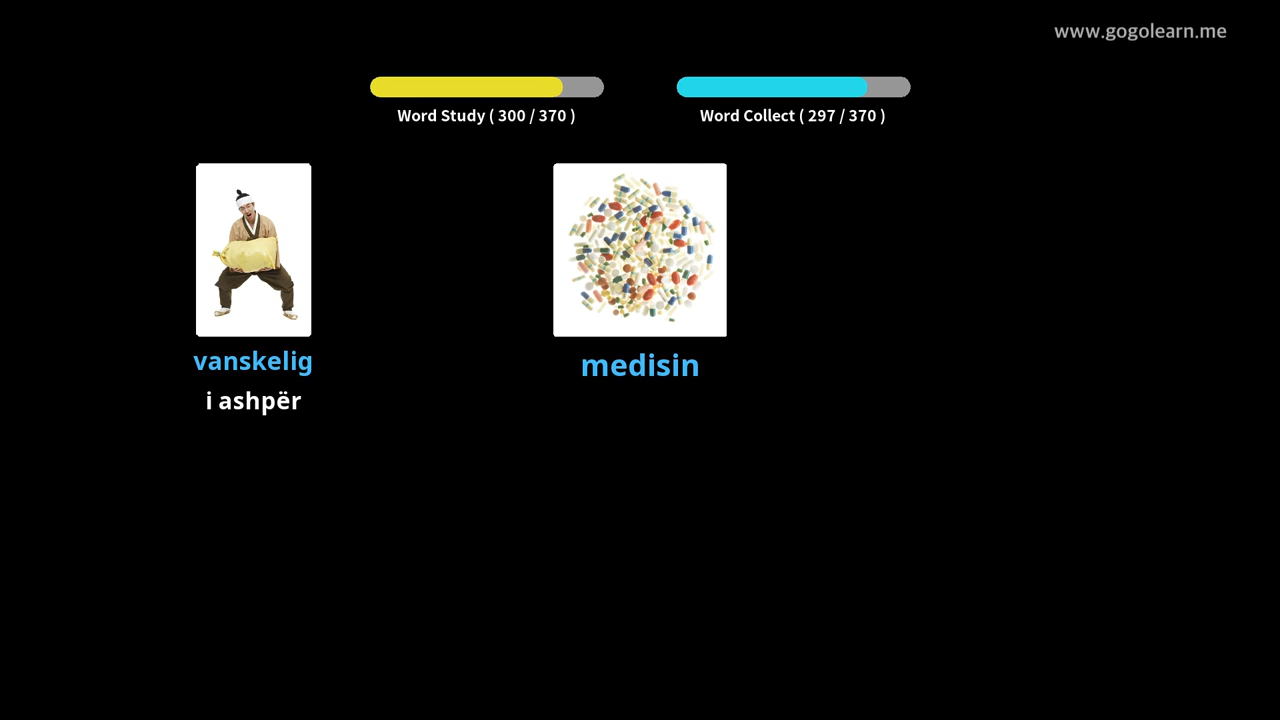 www.gogolearn.me
Word Study ( 300 / 370 )
Word Collect ( 297 / 370 )
vanskelig
i ashpër
medisin